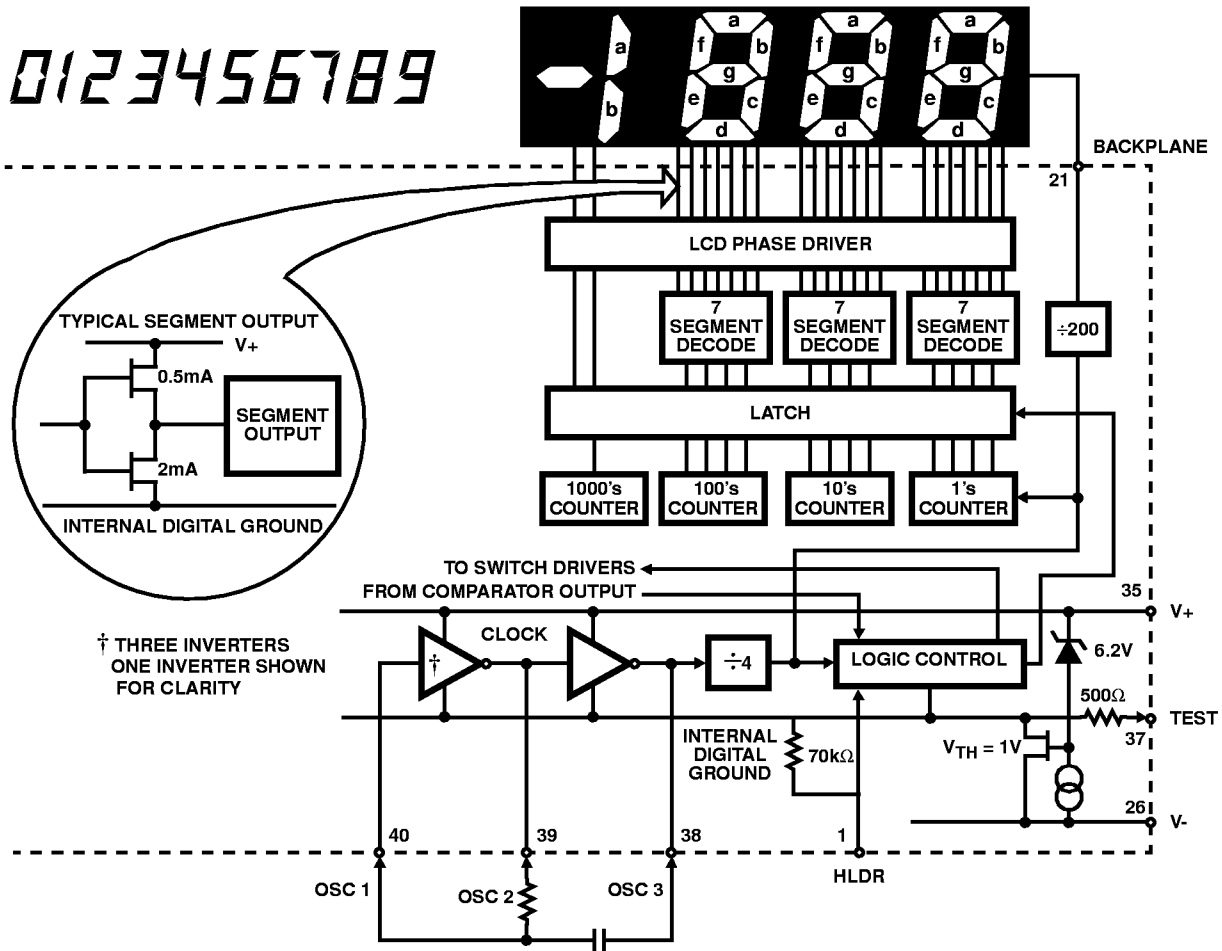 0123456789
a
b
a
f
b
g
e
c
d
a
f
b
g
e
c
d
a
f
b
g
e
c
d
BACKPLANE
21
LCD PHASE DRIVER
7
SEGMENT
DECODE
7
SEGMENT
DECODE
7
SEGMENT
DECODE
÷200
TYPICAL SEGMENT OUTPUT
V+
0.5mA
SEGMENT
OUTPUT
2mA
INTERNAL DIGITAL GROUND
LATCH
1000's
COUNTER
100's
COUNTER
10's
COUNTER
1's
COUNTER
TO SWITCH DRIVERS
FROM COMPARATOR OUTPUT
35
V+
† THREE INVERTERS
ONE INVERTER SHOWN
FOR CLARITY
†
CLOCK
÷4
LOGIC CONTROL
6.2V
500Ω
TEST
37
INTERNAL
DIGITAL
GROUND
70kΩ
VTH = 1V
26
V-
40
39
38
1
OSC 1
OSC 2
OSC 3
HLDR